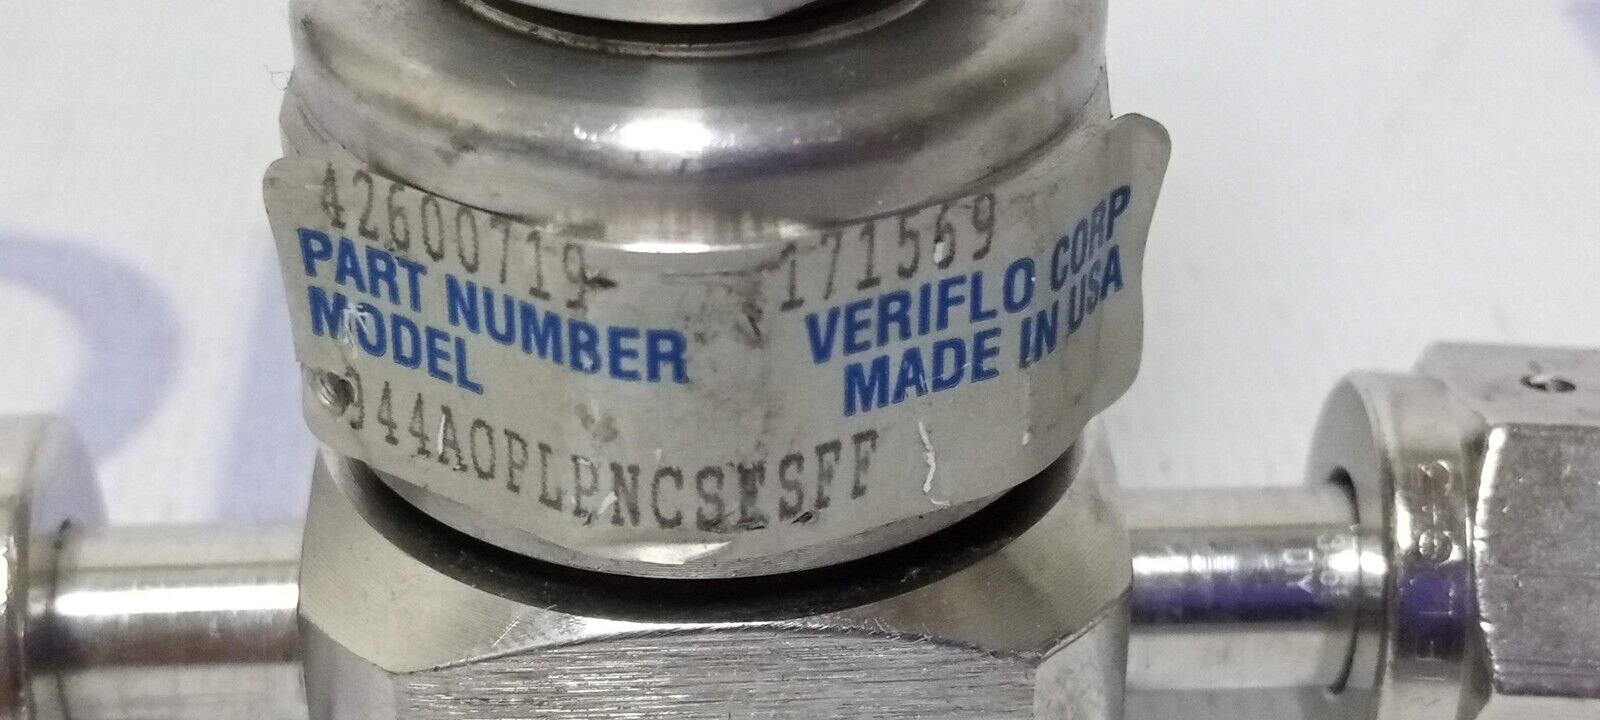 42600719 171569
PART NUMBER VERIFLO CORP
MODEL MADE IN USA
944AOPLPNCSFSFF